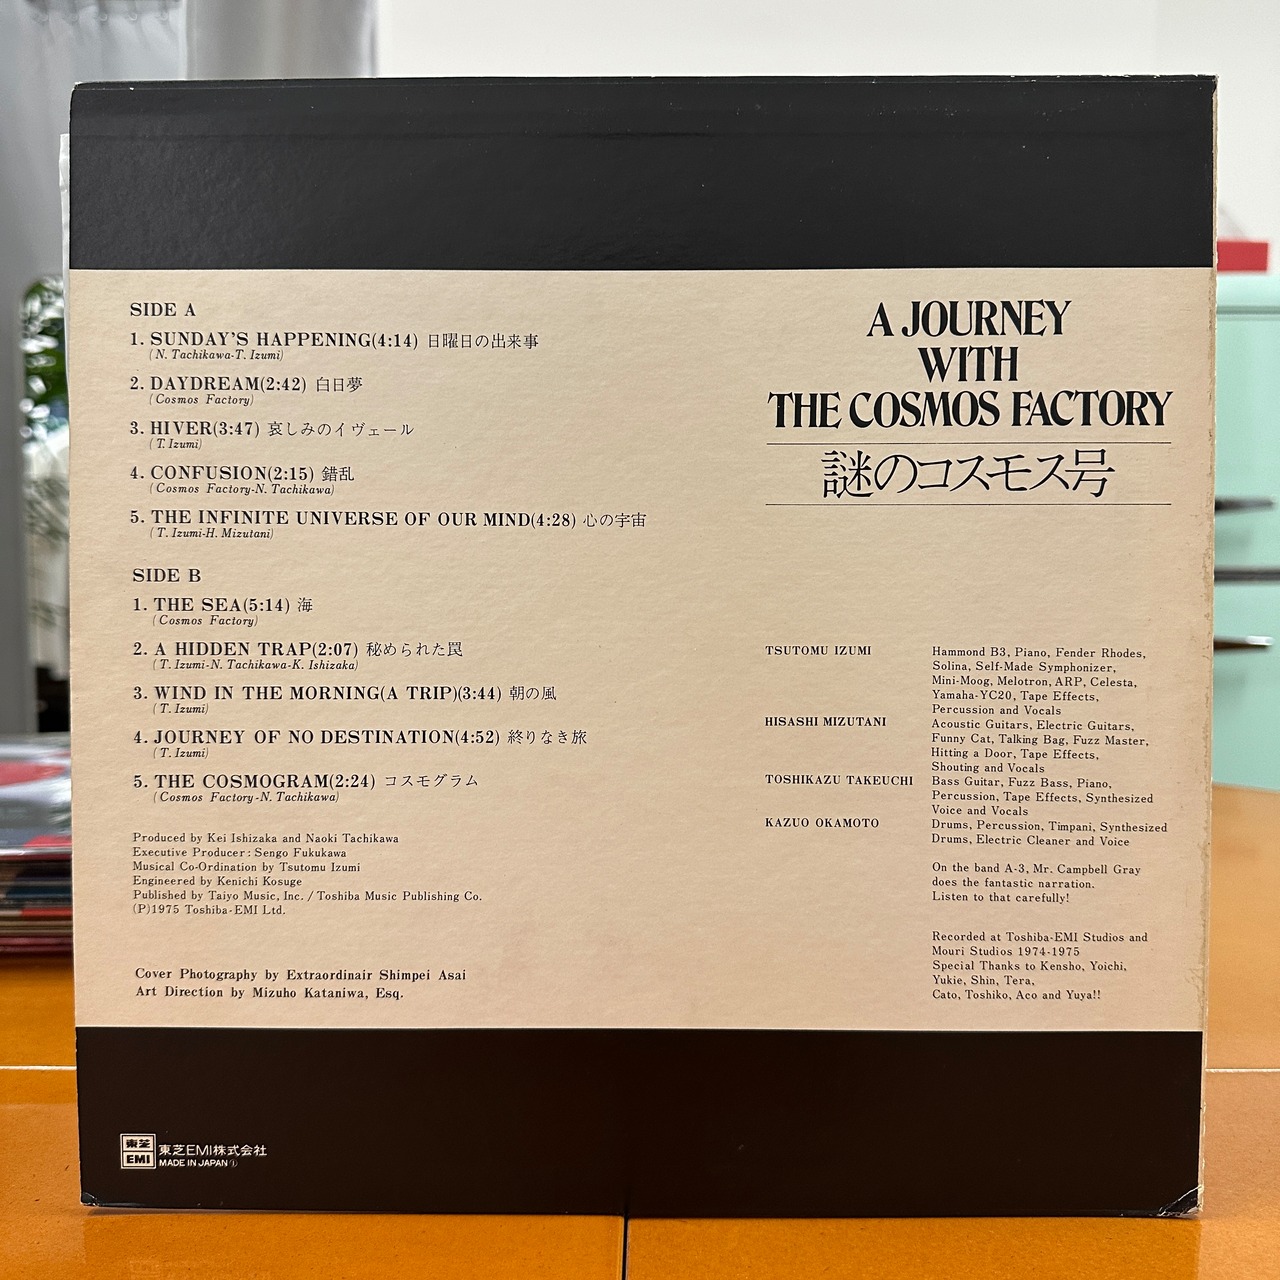 SIDE A
1. SUNDAY'S HAPPENING(4:14) 日曜日の出来事
(N. Tachikawa-T. Izumi)
2. DAYDREAM(2:42) 白日夢
(Cosmos Factory)
3. HIVER(3:47) 哀しみのイヴェール
(T. Izumi)
4. CONFUSION(2:15) 錯乱
(Cosmos Factory-N. Tachikawa)
5. THE INFINITE UNIVERSE OF OUR MIND(4:28) 心の宇宙
(T. Izumi-H. Mizutani)
SIDE B
1. THE SEA(5:14) 海
(Cosmos Factory)
2. A HIDDEN TRAP(2:07) 秘められた罠
(T. Izumi-N. Tachikawa-K. Ishizaka)
3. WIND IN THE MORNING(A TRIP)(3:44) 朝の風
(T. Izumi)
4. JOURNEY OF NO DESTINATION(4:52) 終りなき旅
(T. Izumi)
5. THE COSMOGRAM(2:24) コスモグラム
(Cosmos Factory-N. Tachikawa)
Produced by Kei Ishizaka and Naoki Tachikawa
Executive Producer: Sengo Fukukawa
Musical Co-Ordination by Tsutomu Izumi
Engineered by Kenichi Kosuge
Published by Taiyo Music, Inc. / Toshiba Music Publishing Co.
(P)1975 Toshiba-EMI Ltd.
Cover Photography by Extraordinair Shimpei Asai
Art Direction by Mizuho Kataniwa, Esq.
A JOURNEY
WITH
THE COSMOS FACTORY
謎のコスモス号
TSUTOMU IZUMI Hammond B3, Piano, Fender Rhodes,
Solina, Self-Made Symphonizer,
Mini-Moog, Melotron, ARP, Celesta,
Yamaha-YC20, Tape Effects,
Percussion and Vocals
HISASHI MIZUTANI Acoustic Guitars, Electric Guitars,
Funny Cat, Talking Bag, Fuzz Master,
Hitting a Door, Tape Effects,
Shouting and Vocals
TOSHIKAZU TAKEUCHI Bass Guitar, Fuzz Bass, Piano,
Percussion, Tape Effects, Synthesized
Voice and Vocals
KAZUO OKAMOTO Drums, Percussion, Timpani, Synthesized
Drums, Electric Cleaner and Voice
On the band A-3, Mr. Campbell Gray
does the fantastic narration.
Listen to that carefully!
Recorded at Toshiba-EMI Studios and
Mouri Studios 1974-1975
Special Thanks to Kensho, Yoichi,
Yukie, Shin, Tera,
Cato, Toshiko, Aco and Yuya!!
東芝
EMI
東芝EMI株式会社
MADE IN JAPAN ①